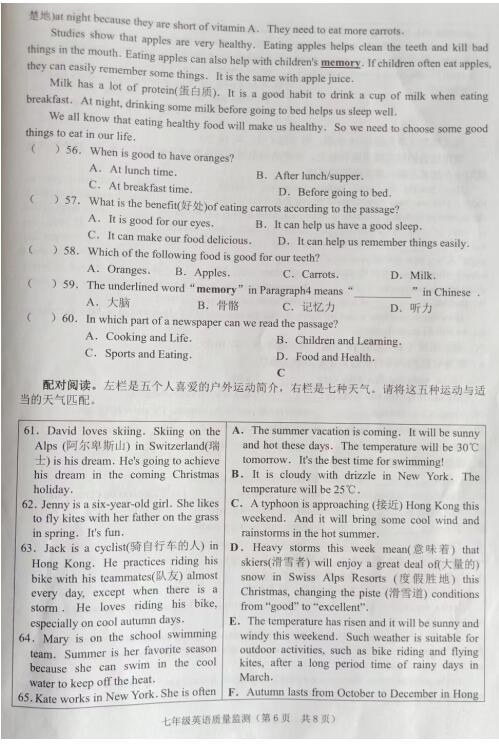 楚地)at night because they are short of vitamin A. They need to eat more carrots.
Studies show that apples are very healthy. Eating apples helps clean the teeth and kill bad
things in the mouth. Eating apples can also help with children's memory. If children often eat apples,
they can easily remember some things. It is the same with apple juice.
Milk has a lot of protein(蛋白质). It is a good habit to drink a cup of milk when eating
breakfast. At night, drinking some milk before going to bed helps us sleep well.
We all know that eating healthy food will make us healthy. So we need to choose some good
things to eat in our life.
( )56. When is good to have oranges?
A. At lunch time. B. After lunch/supper.
C. At breakfast time. D. Before going to bed.
( )57. What is the benefit(好处)of eating carrots according to the passage?
A. It is good for our eyes. B. It can help us have a good sleep.
C. It can make our food delicious. D. It can help us remember things easily.
( )58. Which of the following food is good for our teeth?
A. Oranges. B. Apples. C. Carrots. D. Milk.
( )59. The underlined word "memory" in Paragraph4 means "________" in Chinese .
A. 大脑 B. 骨骼 C. 记忆力 D. 听力
( )60. In which part of a newspaper can we read the passage?
A. Cooking and Life. B. Children and Learning.
C. Sports and Eating. D. Food and Health.
C
配对阅读。左栏是五个人喜爱的户外运动简介，右栏是七种天气。请将这五种运动与适
当的天气匹配。
61. David loves skiing. Skiing on the
Alps (阿尔卑斯山) in Switzerland(瑞
士) is his dream. He's going to achieve
his dream in the coming Christmas
holiday.
62. Jenny is a six-year-old girl. She likes
to fly kites with her father on the grass
in spring. It's fun.
63. Jack is a cyclist(骑自行车的人) in
Hong Kong. He practices riding his
bike with his teammates(队友) almost
every day, except when there is a
storm . He loves riding his bike,
especially on cool autumn days.
64. Mary is on the school swimming
team. Summer is her favorite season
because she can swim in the cool
water to keep off the heat.
65. Kate works in New York. She is often
A. The summer vacation is coming. It will be sunny
and hot these days. The temperature will be 30℃
tomorrow. It's the best time for swimming!
B. It is cloudy with drizzle in New York. The
temperature will be 25℃.
C. A typhoon is approaching (接近) Hong Kong this
weekend. And it will bring some cool wind and
rainstorms in the hot summer.
D. Heavy storms this week mean(意味着) that
skiers(滑雪者) will enjoy a great deal of(大量的)
snow in Swiss Alps Resorts (度假胜地) this
Christmas, changing the piste (滑雪道) conditions
from "good" to "excellent".
E. The temperature has risen and it will be sunny and
windy this weekend. Such weather is suitable for
outdoor activities, such as bike riding and flying
kites, after a long period time of rainy days in
March.
F. Autumn lasts from October to December in Hong
七年级英语质量监测（第 6 页 共 8 页）